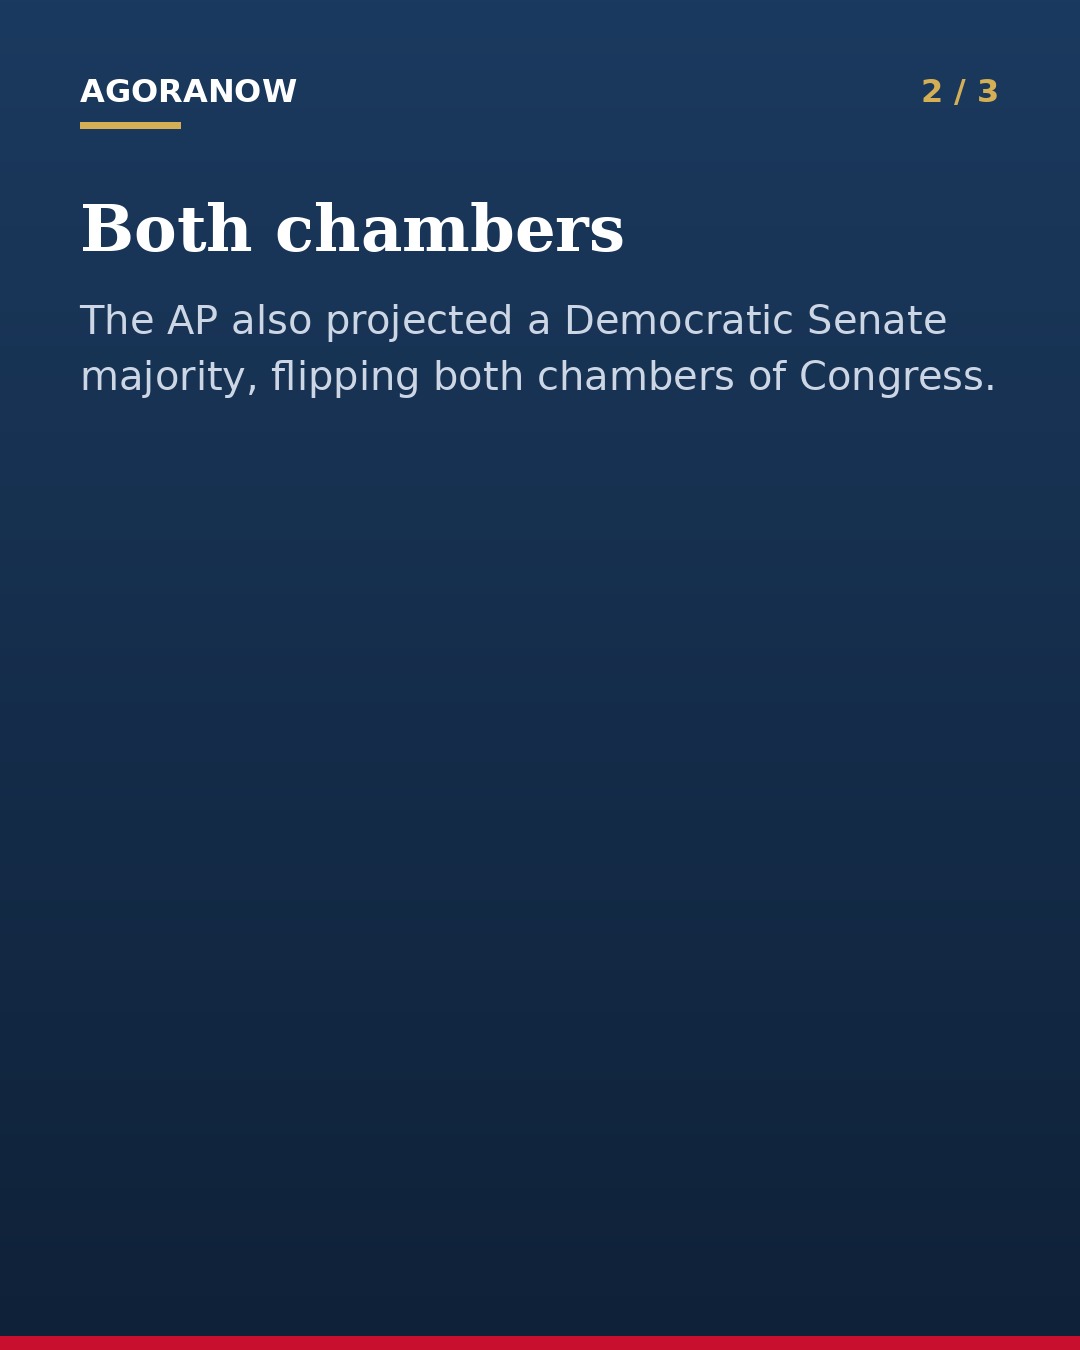 AGORANOW
2 / 3
Both chambers
The AP also projected a Democratic Senate
majority, flipping both chambers of Congress.